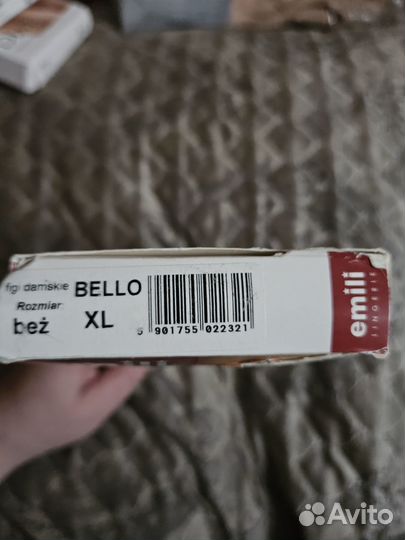 figi damskie BELLO
Rozmiar XL
beż
5 901755 022321
emili
LINGERIE
Avito